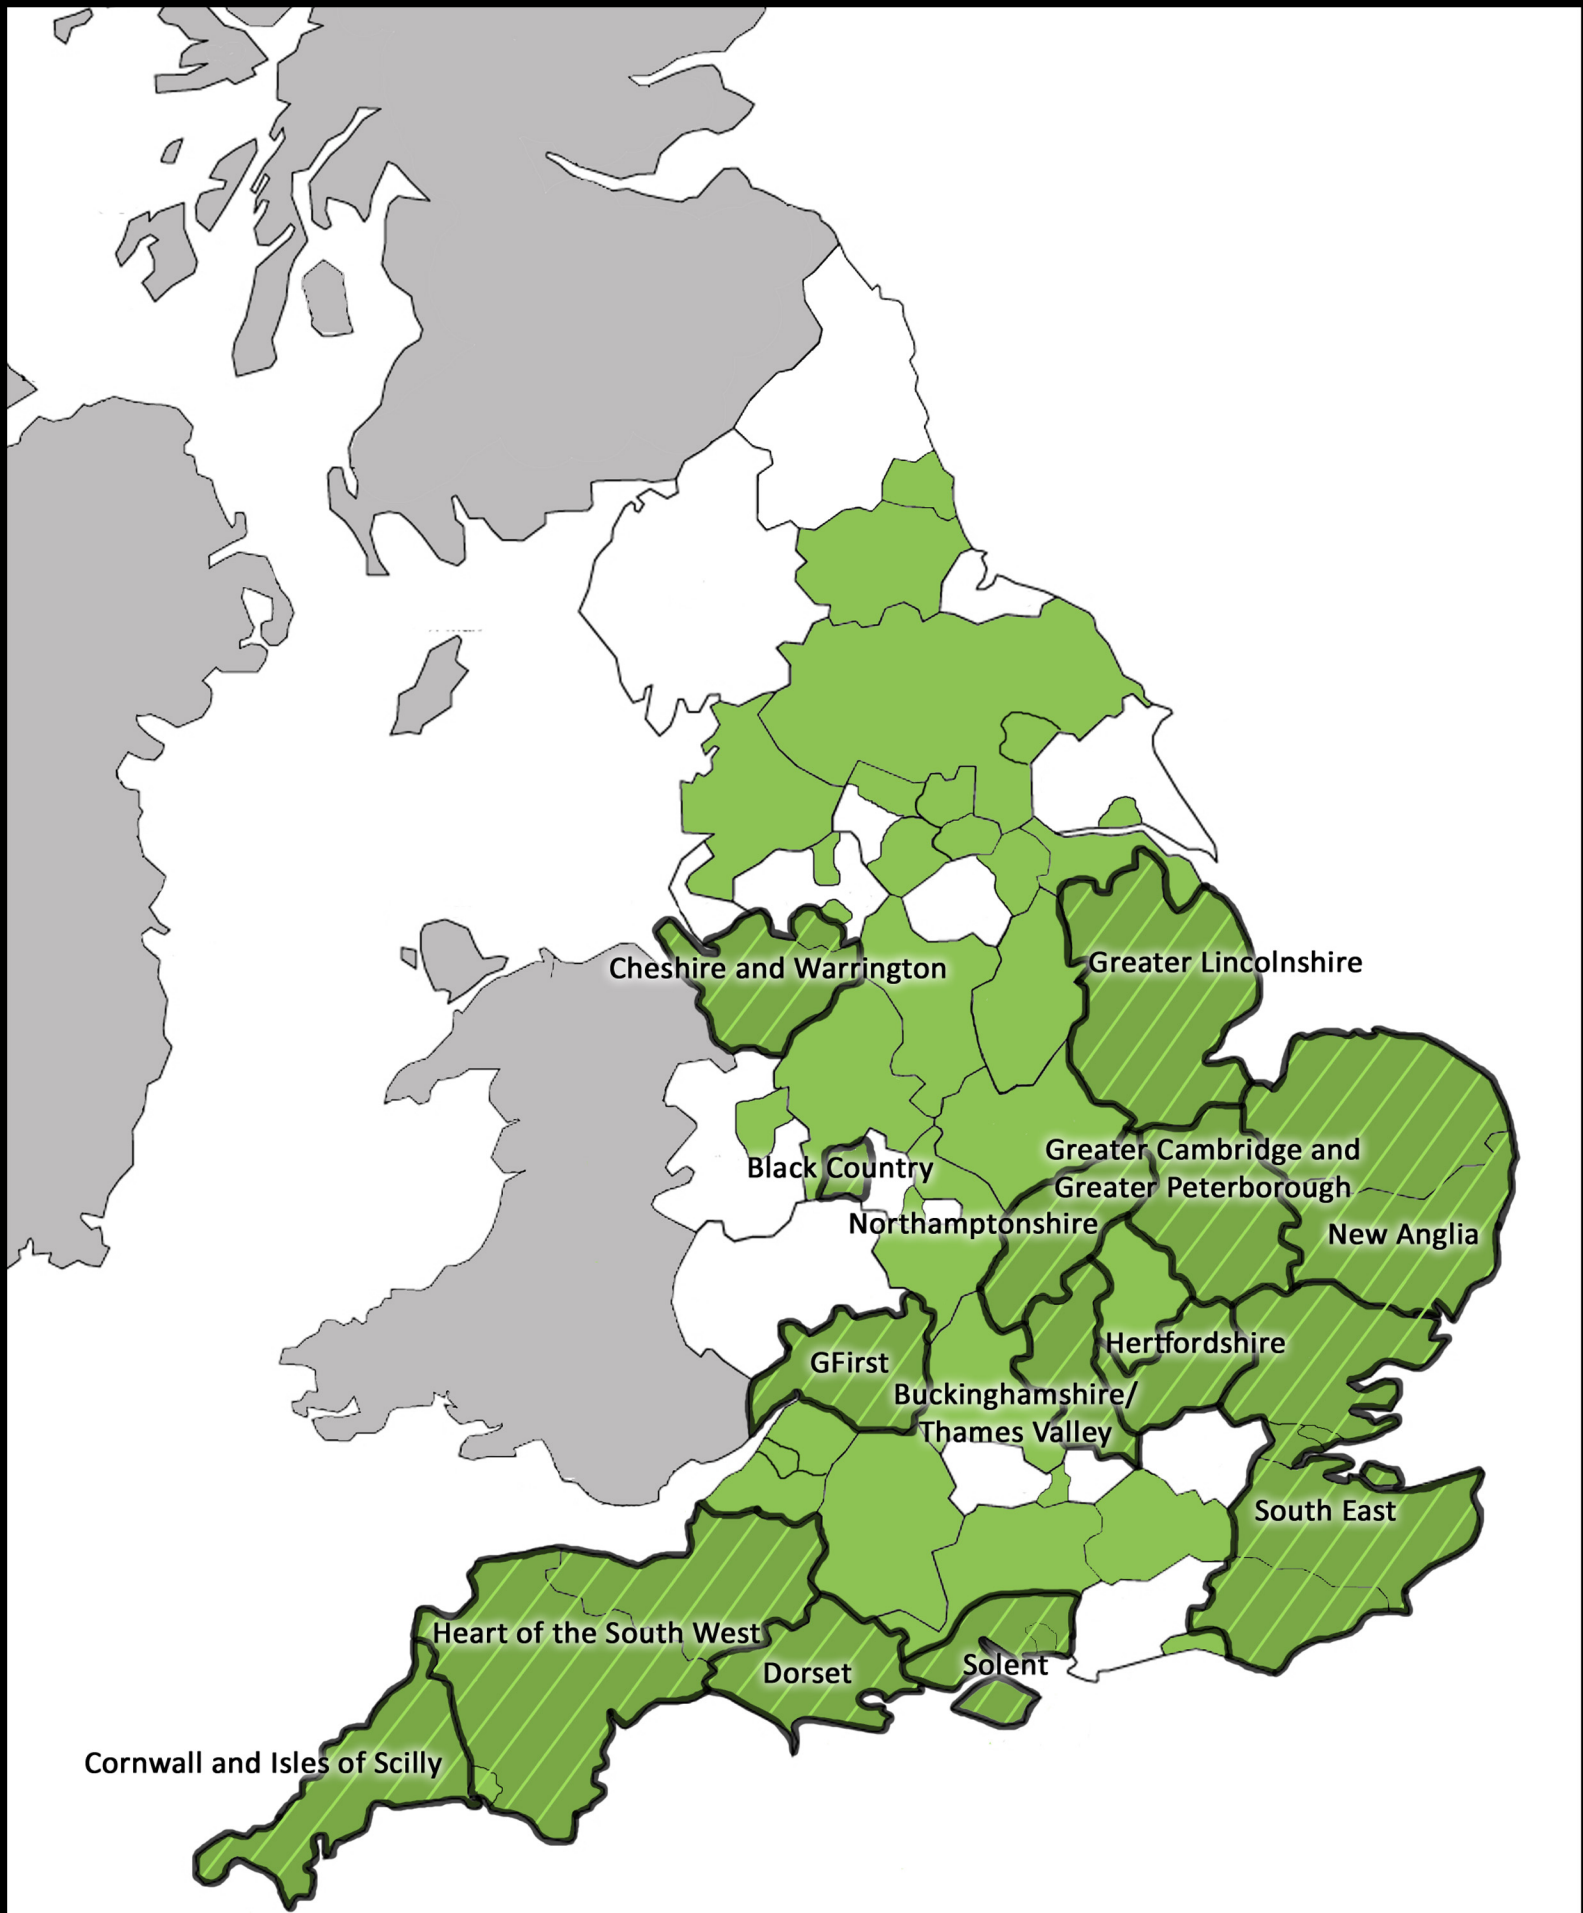 Cheshire and Warrington
Greater Lincolnshire
Greater Cambridge and
Greater Peterborough
Black Country
Northamptonshire
New Anglia
Hertfordshire
GFirst
Buckinghamshire/
Thames Valley
South East
Heart of the South West
Solent
Dorset
Cornwall and Isles of Scilly